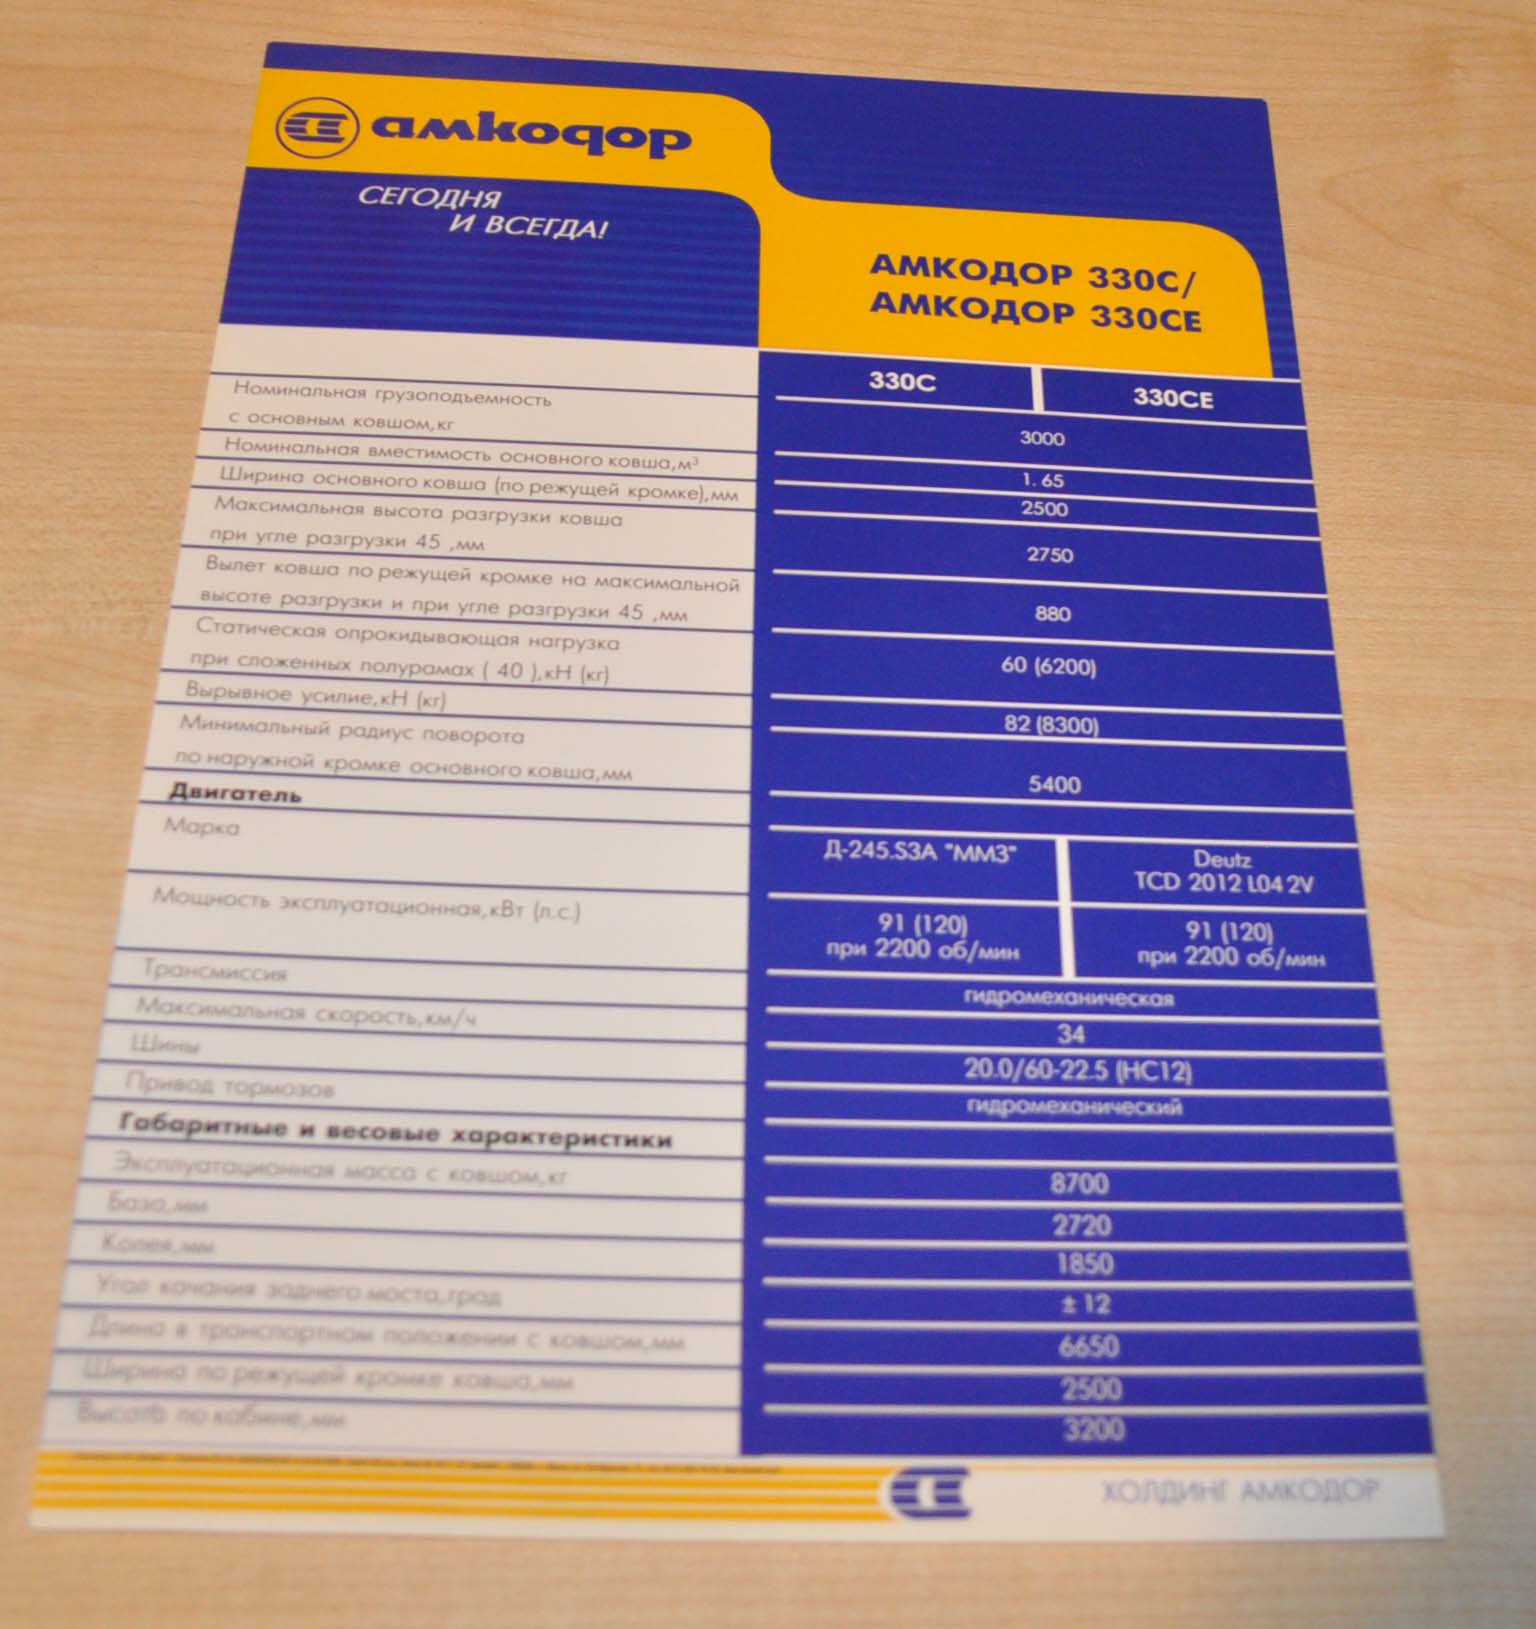 амкодор
СЕГОДНЯ
И ВСЕГДА!
АМКОДОР 330С/
АМКОДОР 330СЕ
330С
330СЕ
Номинальная грузоподъемность
с основным ковшом,кг
3000
Номинальная вместимость основного ковша,м³
1.65
Ширина основного ковша (по режущей кромке),мм
2500
Максимальная высота разгрузки ковша
при угле разгрузки 45 ,мм
2750
Вылет ковша по режущей кромке на максимальной
высоте разгрузки и при угле разгрузки 45 ,мм
880
Статическая опрокидывающая нагрузка
при сложенных полурамах ( 40 ),кН (кг)
60 (6200)
Вырывное усилие,кН (кг)
82 (8300)
Минимальный радиус поворота
по наружной кромке основного ковша,мм
5400
Двигатель
Марка
Д-245.S3A "ММЗ"
Deutz
TCD 2012 L04 2V
Мощность эксплуатационная,кВт (л.с.)
91 (120)
при 2200 об/мин
91 (120)
при 2200 об/мин
Трансмиссия
гидромеханическая
Максимальная скорость,км/ч
34
Шины
20.0/60-22.5 (НС12)
Привод тормозов
гидромеханический
Габаритные и весовые характеристики
Эксплуатационная масса с ковшом,кг
8700
База,мм
2720
Колея,мм
1850
Угол качания заднего моста,град
± 12
Длина в транспортном положении с ковшом,мм
6650
Ширина по режущей кромке ковша,мм
2500
Высота по кабине,мм
3200
ХОЛДИНГ АМКОДОР